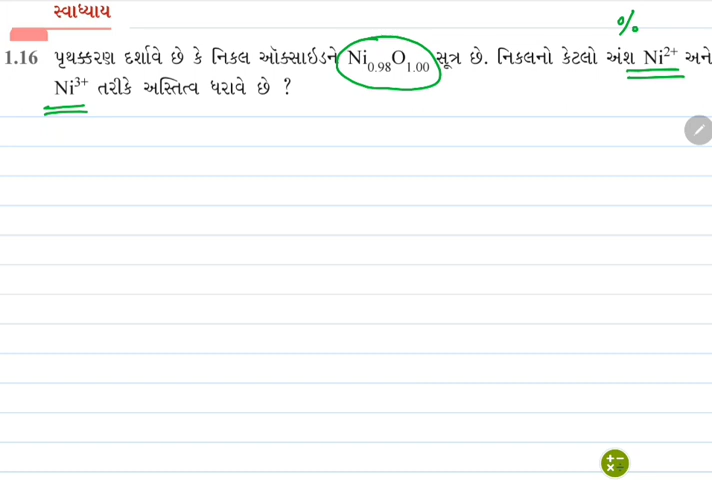 સ્વાધ્યાય
%
1.16 પૃથક્કરણ દર્શાવે છે કે નિકલ ઑક્સાઇડને Ni0.98O1.00 સૂત્ર છે. નિકલનો કેટલો અંશ Ni2+ અને
Ni3+ તરીકે અસ્તિત્વ ધરાવે છે ?